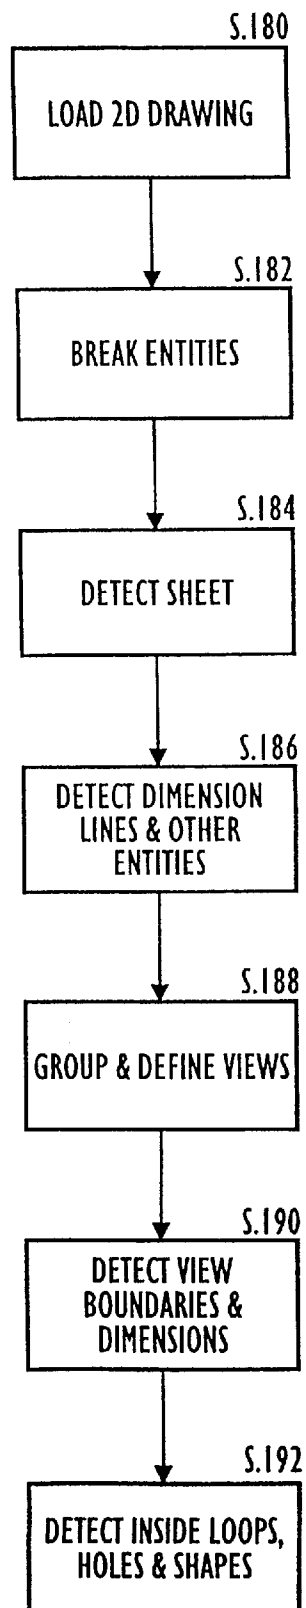 S.180
LOAD 2D DRAWING
S.182
BREAK ENTITIES
S.184
DETECT SHEET
S.186
DETECT DIMENSION
LINES & OTHER
ENTITIES
S.188
GROUP & DEFINE VIEWS
S.190
DETECT VIEW
BOUNDARIES &
DIMENSIONS
S.192
DETECT INSIDE LOOPS,
HOLES & SHAPES